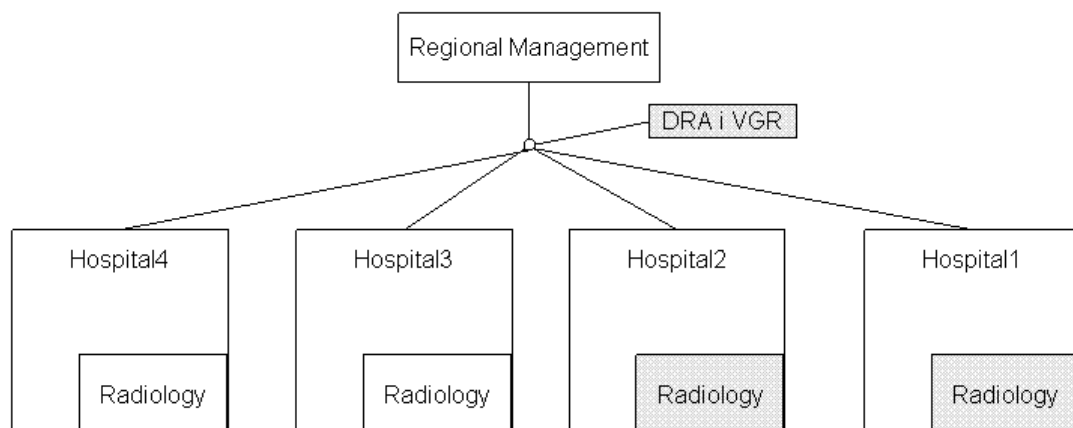 Regional Management
DRA i VGR
Hospital4
Hospital3
Hospital2
Hospital1
Radiology
Radiology
Radiology
Radiology